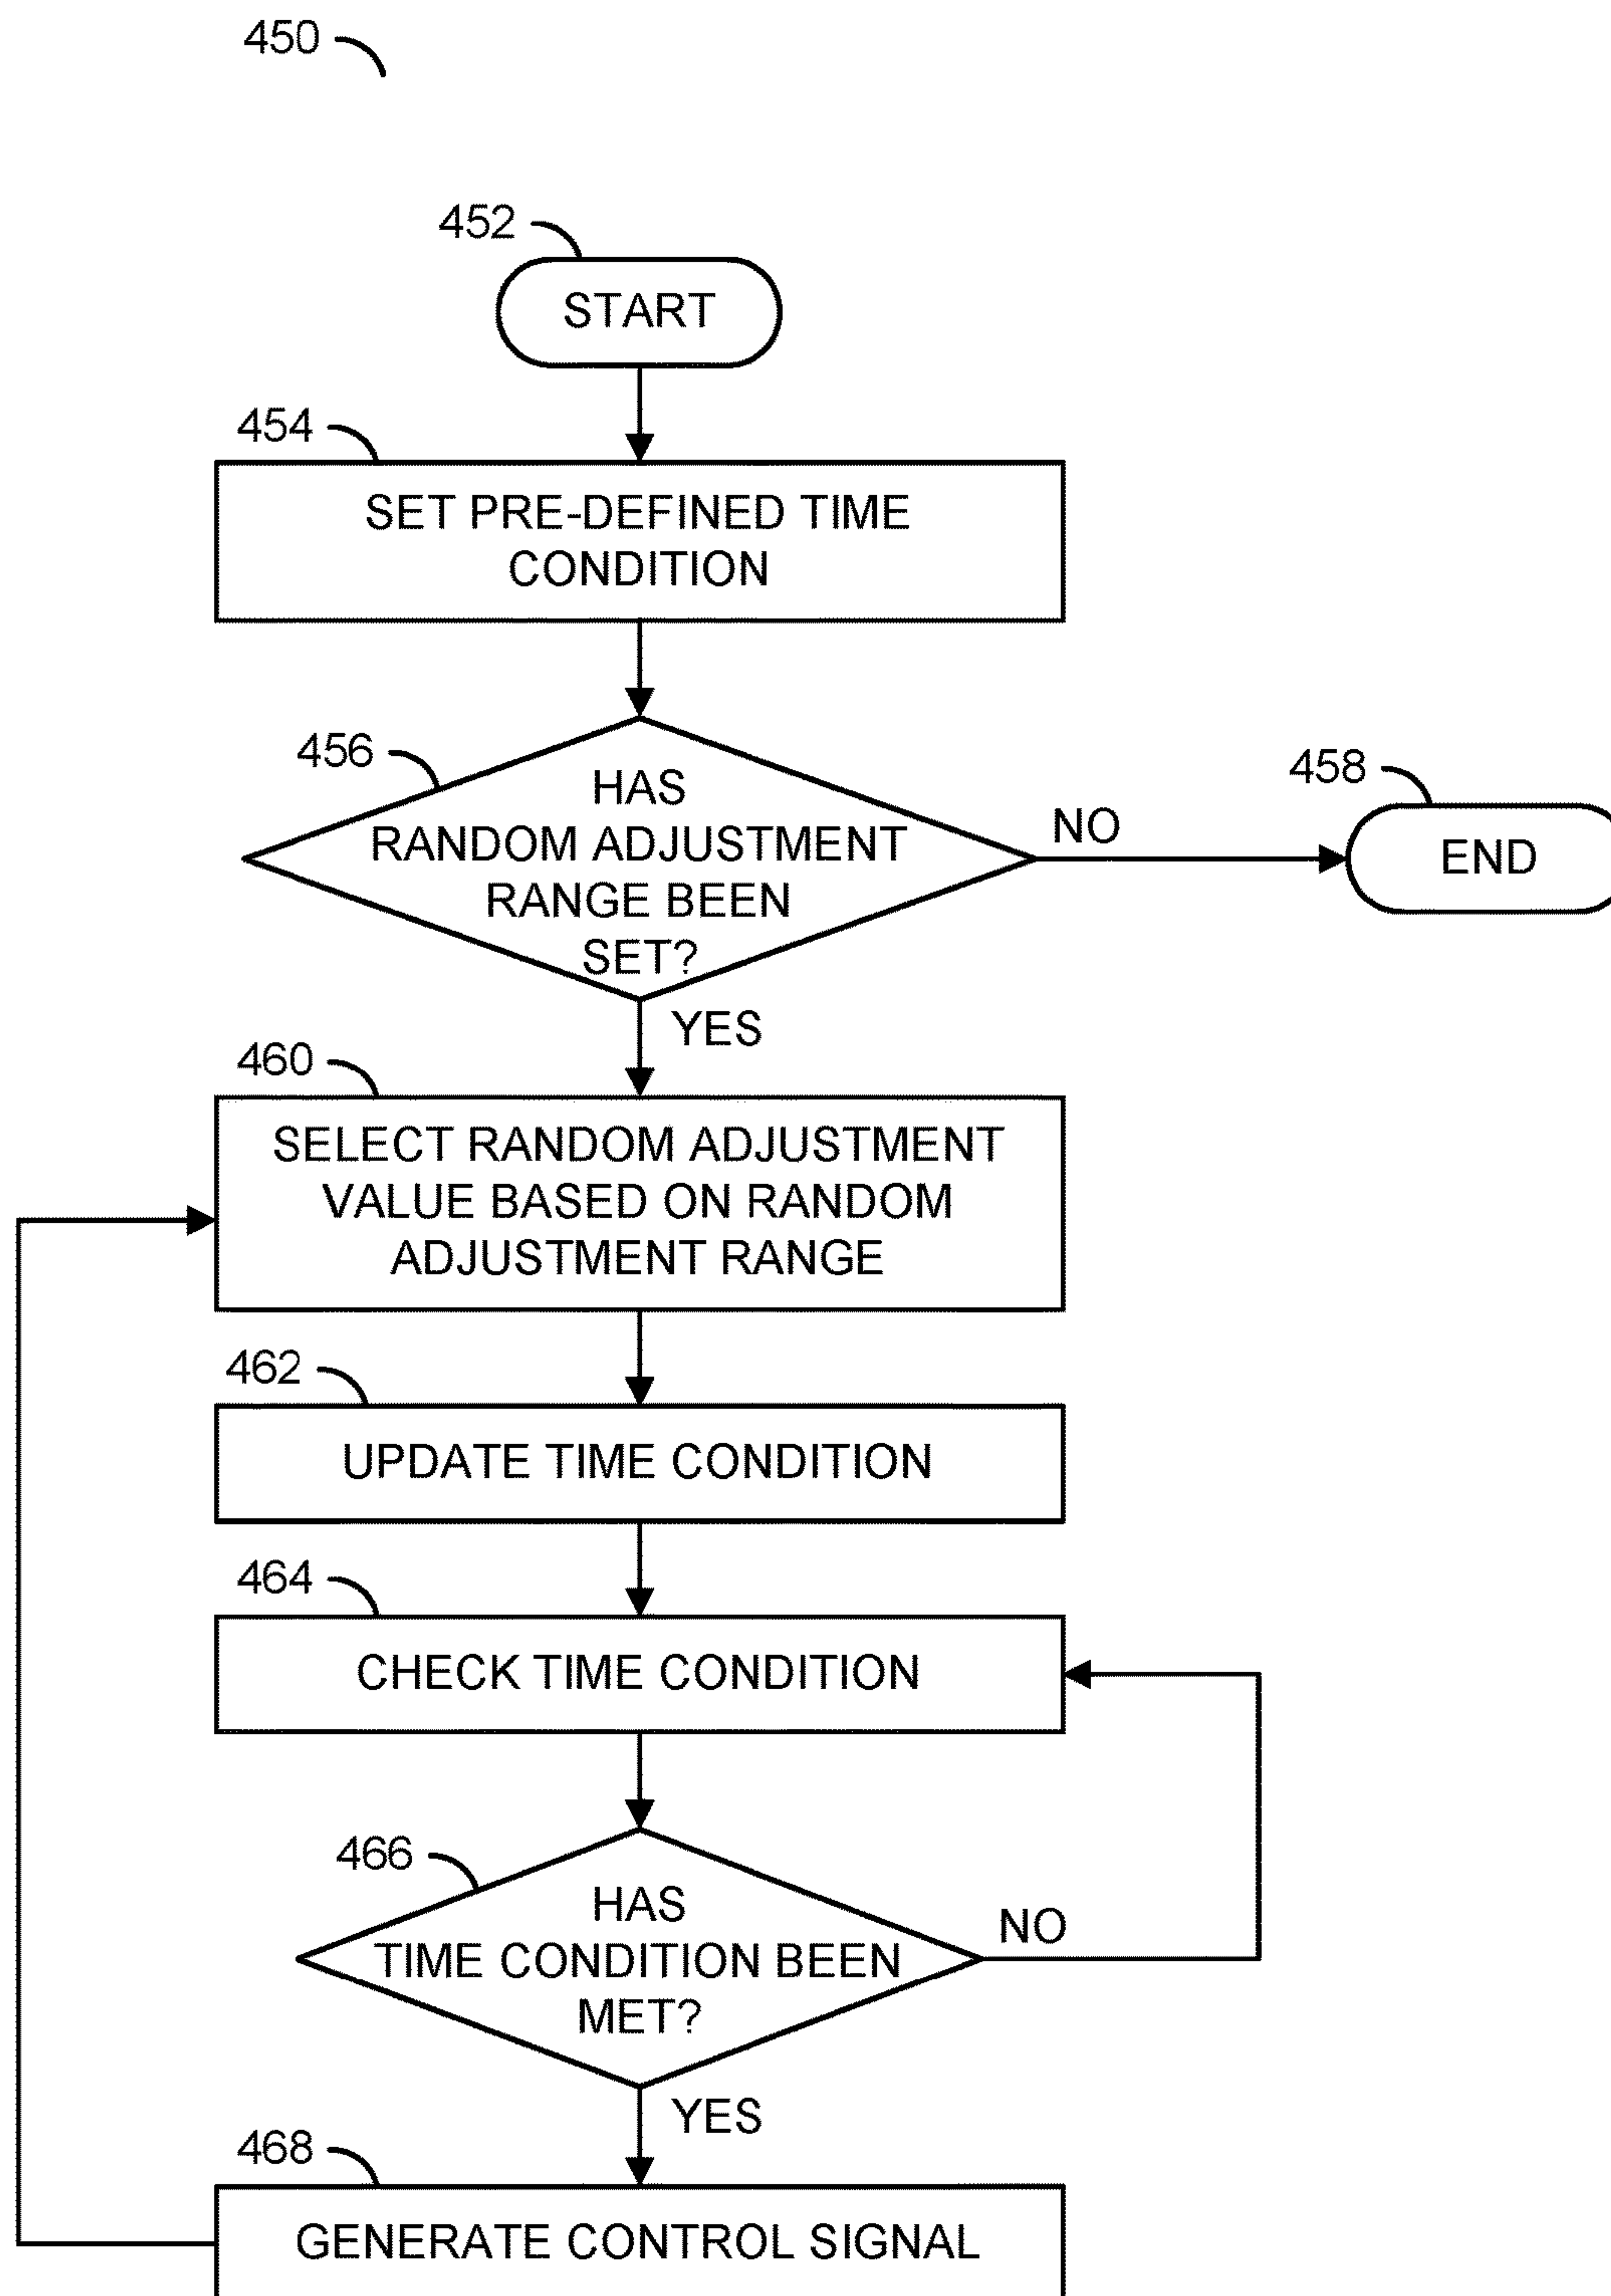 450
452
START
454
SET PRE-DEFINED TIME
CONDITION
456
HAS
RANDOM ADJUSTMENT
RANGE BEEN
SET?
NO
458
END
YES
460
SELECT RANDOM ADJUSTMENT
VALUE BASED ON RANDOM
ADJUSTMENT RANGE
462
UPDATE TIME CONDITION
464
CHECK TIME CONDITION
466
HAS
TIME CONDITION BEEN
MET?
NO
YES
468
GENERATE CONTROL SIGNAL